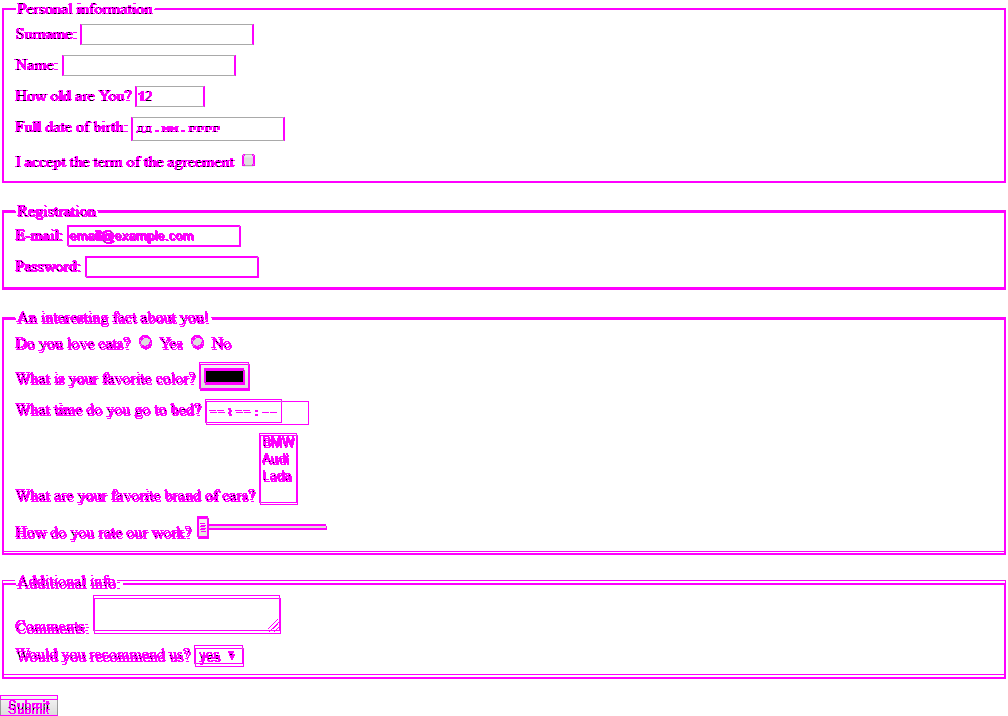 Personal information
Surname:
Name:
How old are You? 12
Full date of birth: дд.мм.гггг
I accept the term of the agreement
Registration
E-mail: email@example.com
Password:
An interesting fact about you!
Do you love cats? Yes No
What is your favorite color?
What time do you go to bed? --:--:--
BMW
Audi
Lada
What are your favorite brand of cars?
How do you rate our work?
Additional info:
Comments:
Would you recommend us? yes
Submit